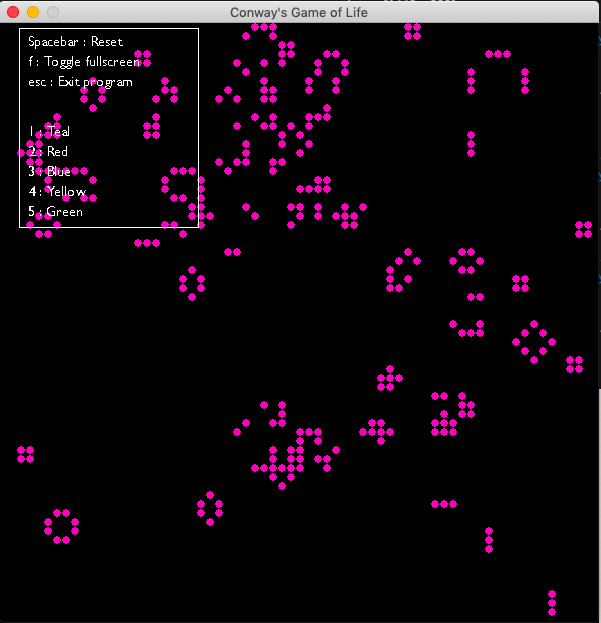 Conway's Game of Life
Spacebar : Reset
f : Toggle fullscreen
esc : Exit program
1 : Teal
2 : Red
3 : Blue
4 : Yellow
5 : Green